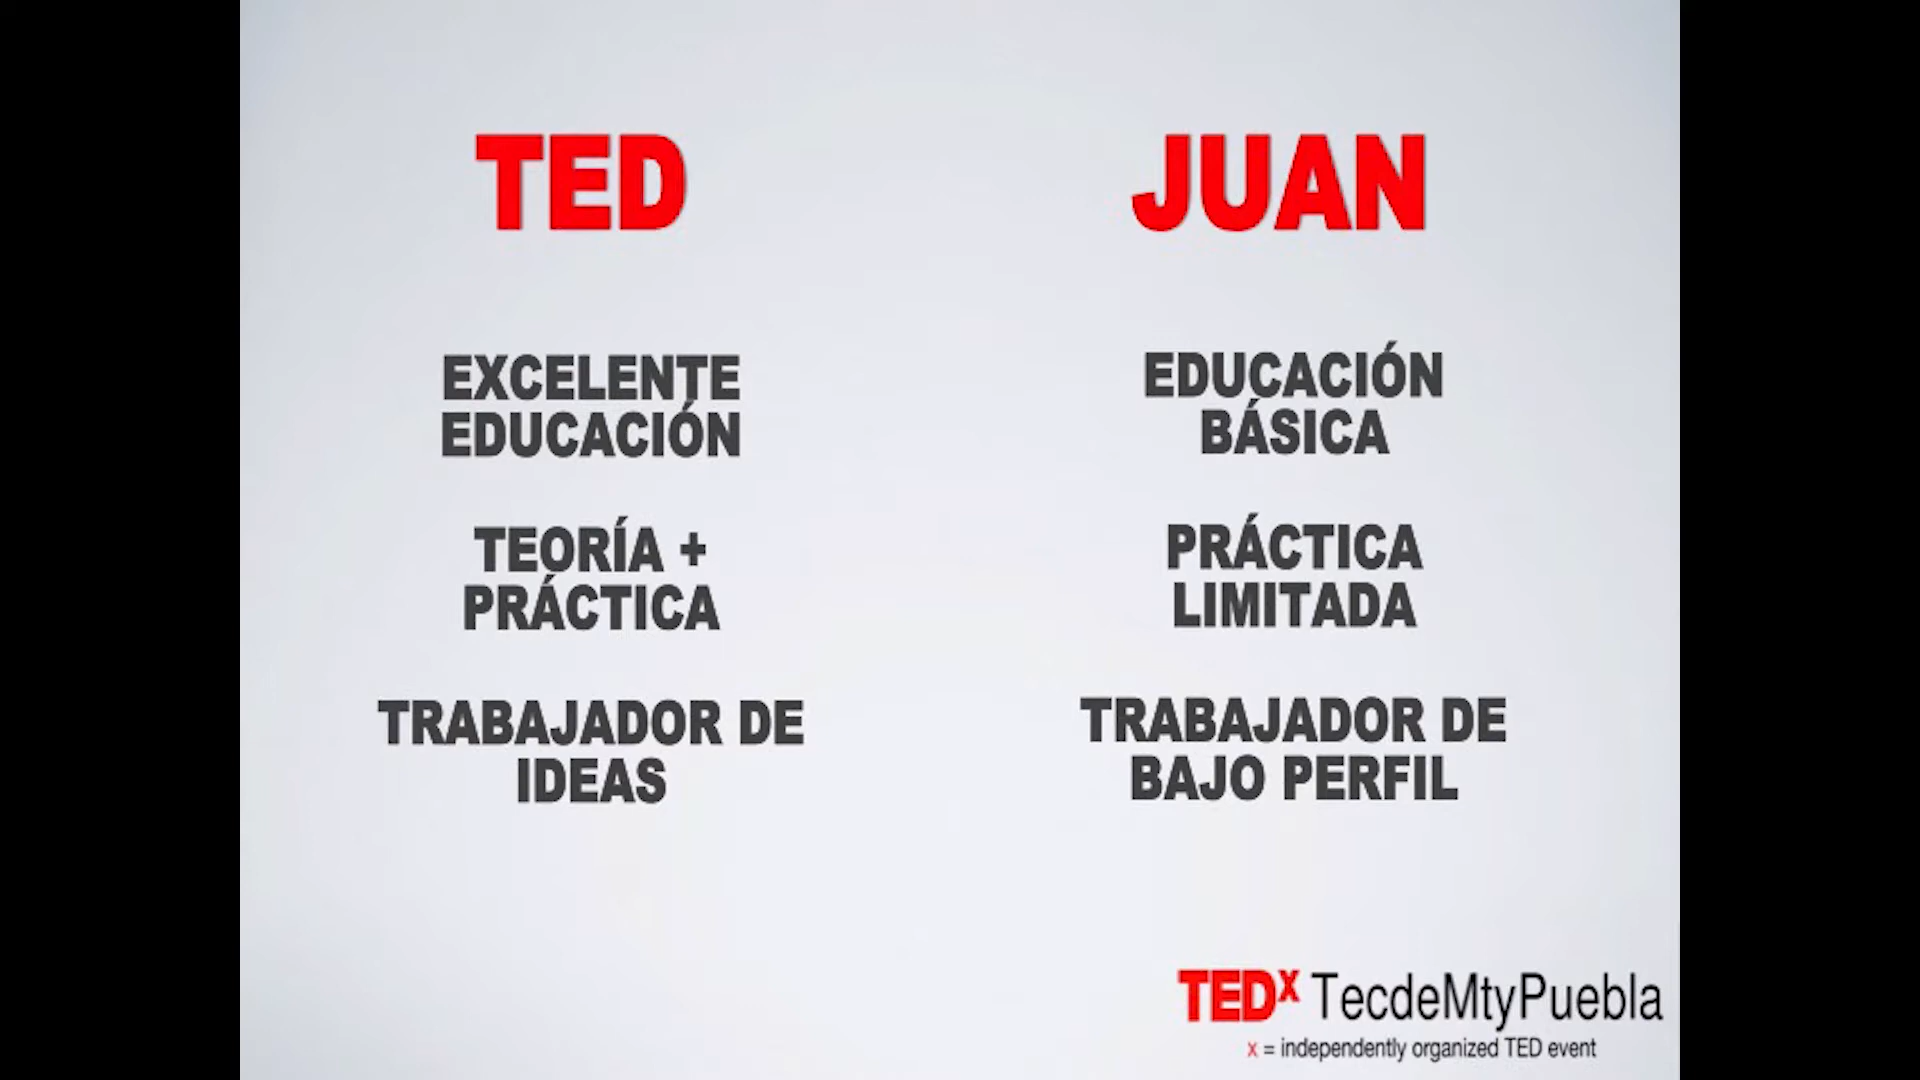 TED
EXCELENTE
EDUCACIÓN
TEORÍA +
PRÁCTICA
TRABAJADOR DE
IDEAS
JUAN
EDUCACIÓN
BÁSICA
PRÁCTICA
LIMITADA
TRABAJADOR DE
BAJO PERFIL
TEDx TecdeMtyPuebla
x = independently organized TED event